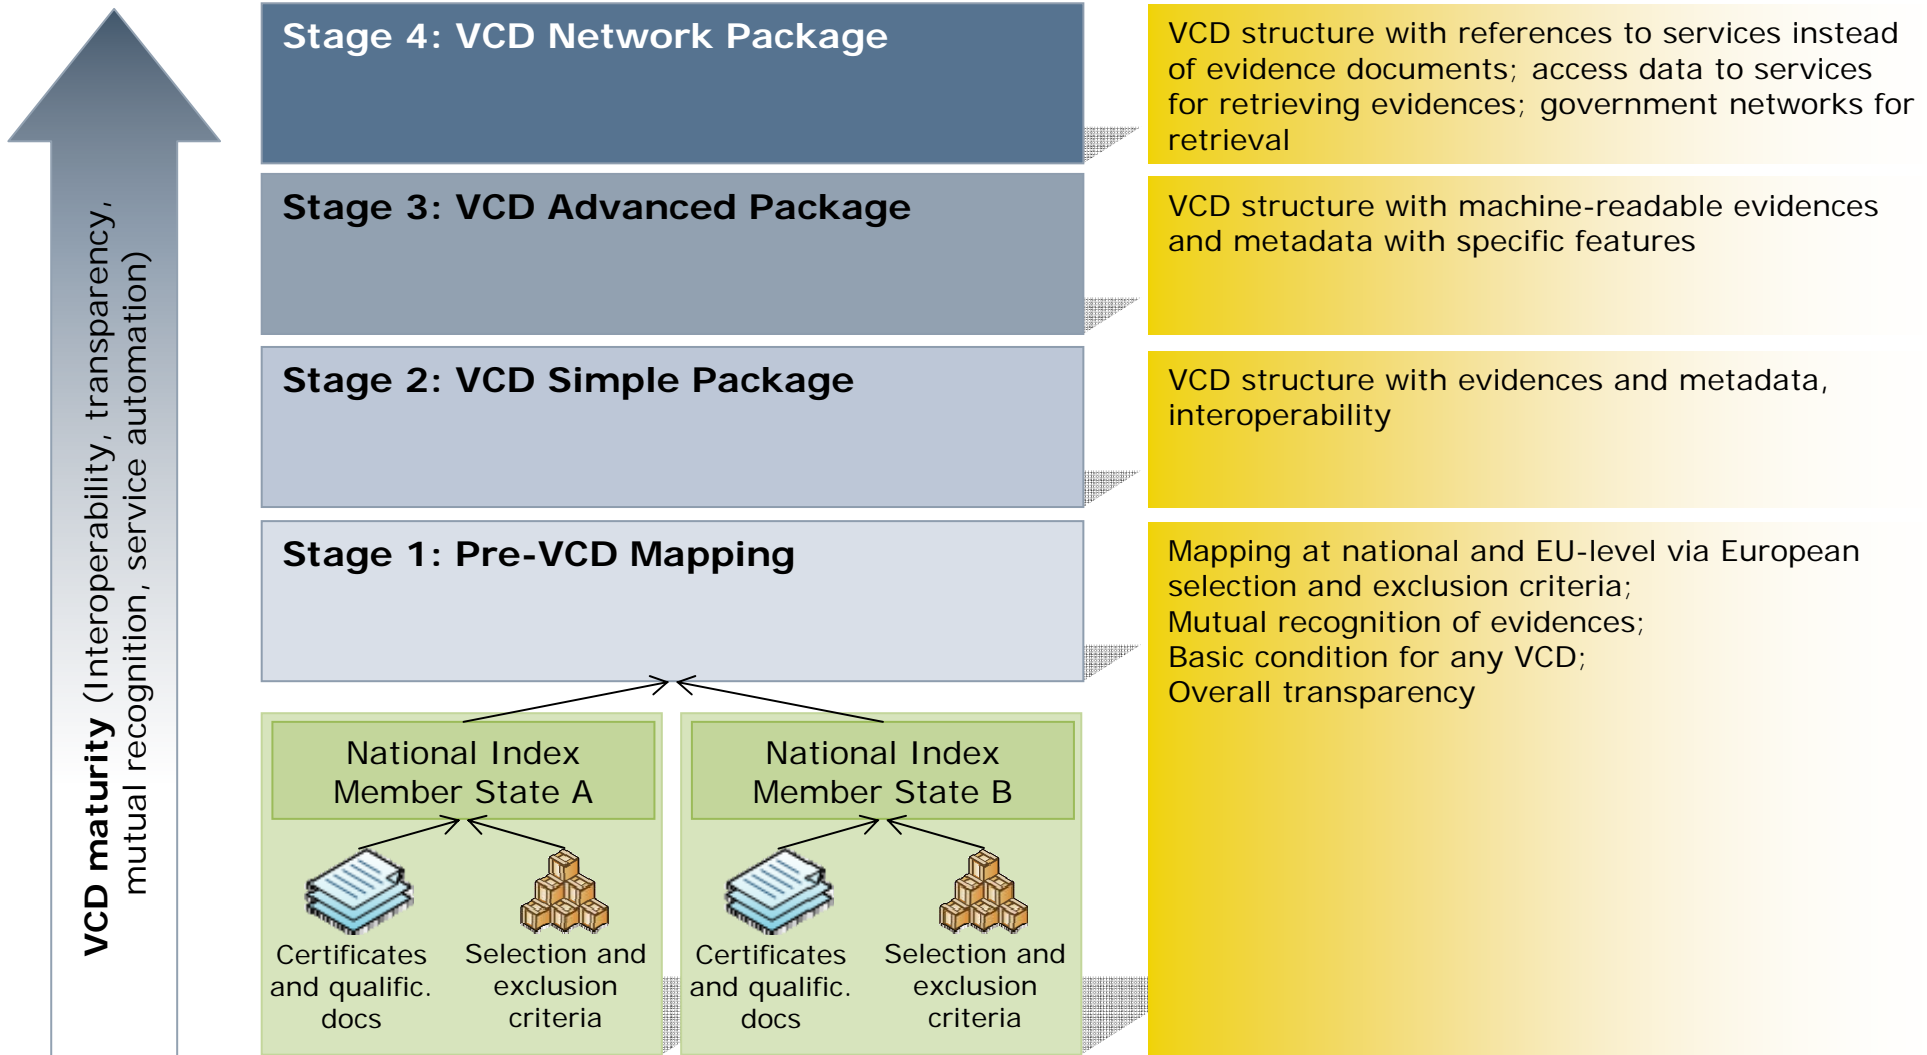 VCD maturity (Interoperability, transparency,
mutual recognition, service automation)
Stage 4: VCD Network Package
VCD structure with references to services instead
of evidence documents; access data to services
for retrieving evidences; government networks for
retrieval
Stage 3: VCD Advanced Package
VCD structure with machine-readable evidences
and metadata with specific features
Stage 2: VCD Simple Package
VCD structure with evidences and metadata,
interoperability
Stage 1: Pre-VCD Mapping
Mapping at national and EU-level via European
selection and exclusion criteria;
Mutual recognition of evidences;
Basic condition for any VCD;
Overall transparency
National Index
Member State A
Certificates
and qualific.
docs
Selection and
exclusion
criteria
National Index
Member State B
Certificates
and qualific.
docs
Selection and
exclusion
criteria